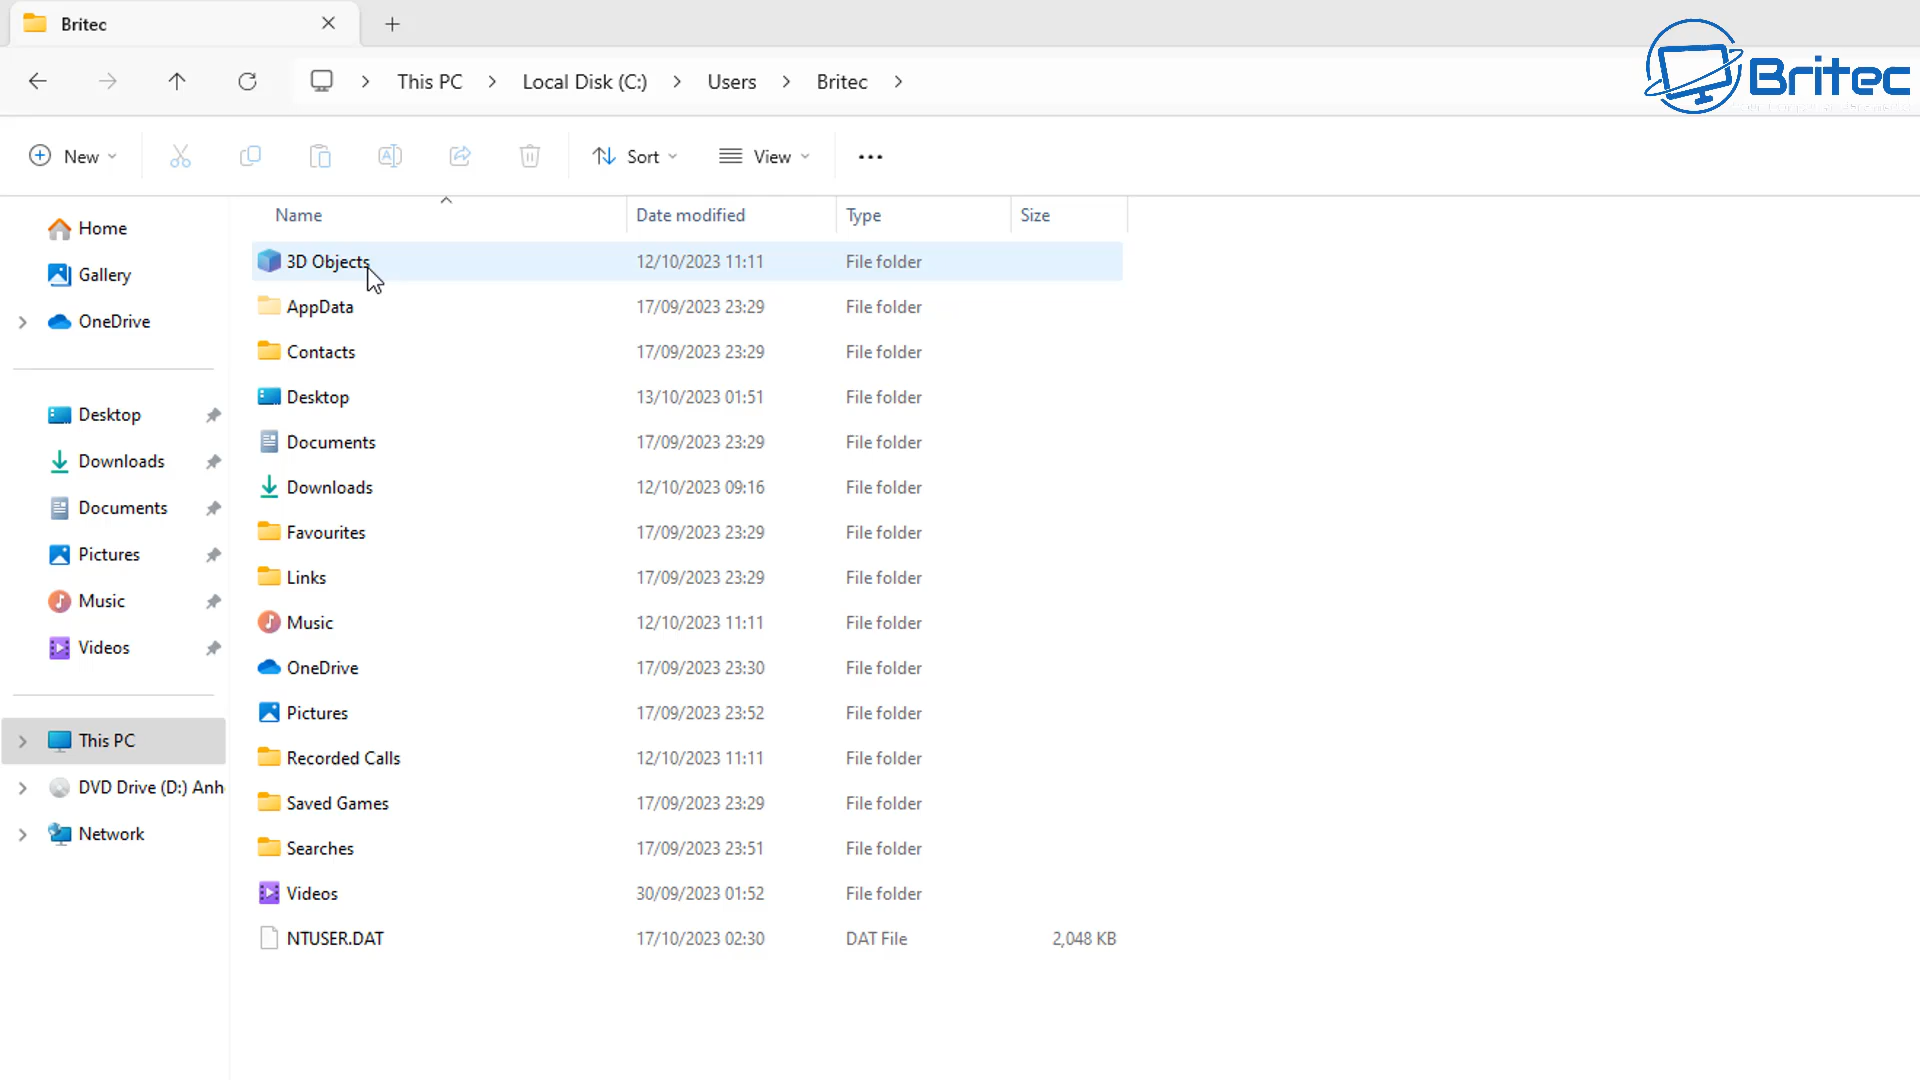 Britec
This PC > Local Disk (C:) > Users > Britec >
Britec
New
Sort
View
Name Date modified Type Size
Home
Gallery
OneDrive
Desktop
Downloads
Documents
Pictures
Music
Videos
This PC
DVD Drive (D:) Anh
Network
3D Objects 12/10/2023 11:11 File folder
AppData 17/09/2023 23:29 File folder
Contacts 17/09/2023 23:29 File folder
Desktop 13/10/2023 01:51 File folder
Documents 17/09/2023 23:29 File folder
Downloads 12/10/2023 09:16 File folder
Favourites 17/09/2023 23:29 File folder
Links 17/09/2023 23:29 File folder
Music 12/10/2023 11:11 File folder
OneDrive 17/09/2023 23:30 File folder
Pictures 17/09/2023 23:52 File folder
Recorded Calls 12/10/2023 11:11 File folder
Saved Games 17/09/2023 23:29 File folder
Searches 17/09/2023 23:51 File folder
Videos 30/09/2023 01:52 File folder
NTUSER.DAT 17/10/2023 02:30 DAT File 2,048 KB